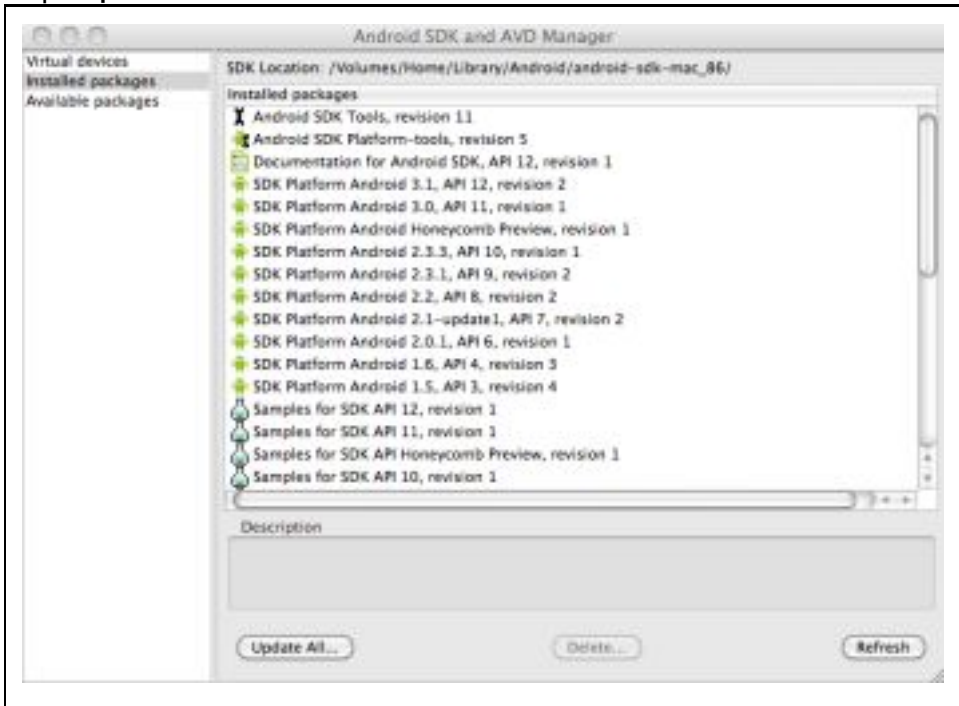 Android SDK and AVD Manager
Virtual devices
Installed packages
Available packages
SDK Location: /Volumes/Home/Library/Android/android-sdk-mac_86/
Installed packages
Android SDK Tools, revision 11
Android SDK Platform-tools, revision 5
Documentation for Android SDK, API 12, revision 1
SDK Platform Android 3.1, API 12, revision 2
SDK Platform Android 3.0, API 11, revision 1
SDK Platform Android Honeycomb Preview, revision 1
SDK Platform Android 2.3.3, API 10, revision 1
SDK Platform Android 2.3.1, API 9, revision 2
SDK Platform Android 2.2, API 8, revision 2
SDK Platform Android 2.1-update1, API 7, revision 2
SDK Platform Android 2.0.1, API 6, revision 1
SDK Platform Android 1.6, API 4, revision 3
SDK Platform Android 1.5, API 3, revision 4
Samples for SDK API 12, revision 1
Samples for SDK API 11, revision 1
Samples for SDK API Honeycomb Preview, revision 1
Samples for SDK API 10, revision 1
Description
Update All...
Delete...
Refresh